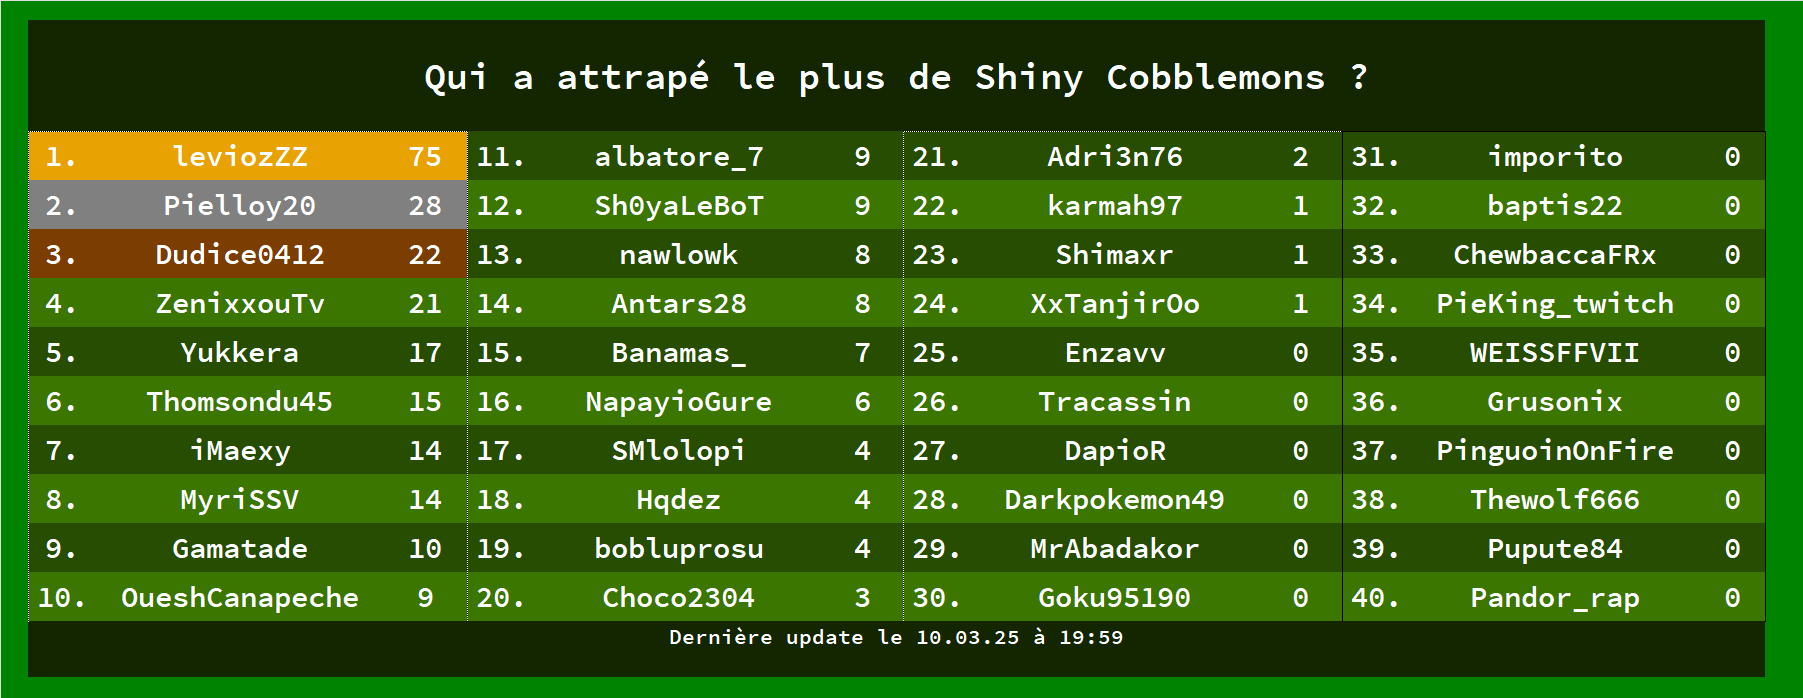 Qui a attrapé le plus de Shiny Cobblemons ?
1. leviozZZ 75
2. Pielloy20 28
3. Dudice0412 22
4. ZenixxouTv 21
5. Yukkera 17
6. Thomsondu45 15
7. iMaexy 14
8. MyriSSV 14
9. Gamatade 10
10. OueshCanapeche 9
11. albatore_7 9
12. Sh0yaLeBoT 9
13. nawlowk 8
14. Antars28 8
15. Banamas_ 7
16. NapayioGure 6
17. SMlolopi 4
18. Hqdez 4
19. bobluprosu 4
20. Choco2304 3
21. Adri3n76 2
22. karmah97 1
23. Shimaxr 1
24. XxTanjirOo 1
25. Enzavv 0
26. Tracassin 0
27. DapioR 0
28. Darkpokemon49 0
29. MrAbadakor 0
30. Goku95190 0
31. imporito 0
32. baptis22 0
33. ChewbaccaFRx 0
34. PieKing_twitch 0
35. WEISSFFVII 0
36. Grusonix 0
37. PinguoinOnFire 0
38. Thewolf666 0
39. Pupute84 0
40. Pandor_rap 0
Dernière update le 10.03.25 à 19:59